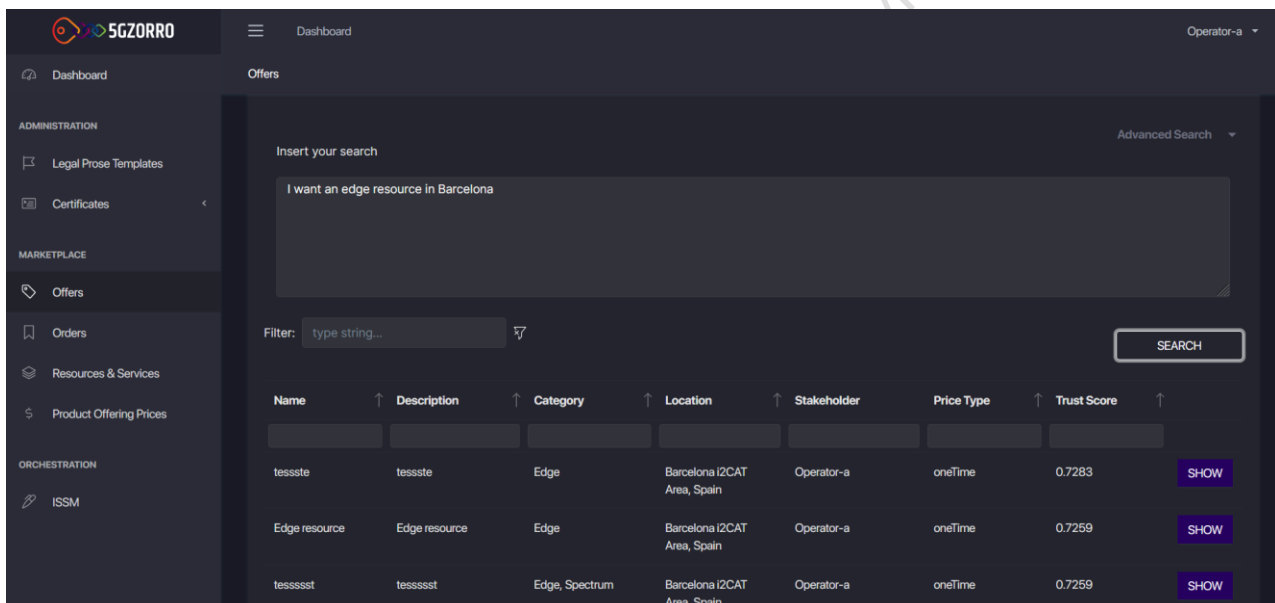 5GZORRO
Dashboard
Operator-a
Dashboard
Offers
ADMINISTRATION
Legal Prose Templates
Certificates
MARKETPLACE
Offers
Orders
Resources & Services
Product Offering Prices
ORCHESTRATION
ISSM
Advanced Search
Insert your search
I want an edge resource in Barcelona
Filter: type string...
SEARCH
Name Description Category Location Stakeholder Price Type Trust Score
tessste tessste Edge Barcelona i2CAT Operator-a oneTime 0.7283 SHOW
Area, Spain
Edge resource Edge resource Edge Barcelona i2CAT Operator-a oneTime 0.7259 SHOW
Area, Spain
tessssst tessssst Edge, Spectrum Barcelona i2CAT Operator-a oneTime 0.7259 SHOW
Area, Spain